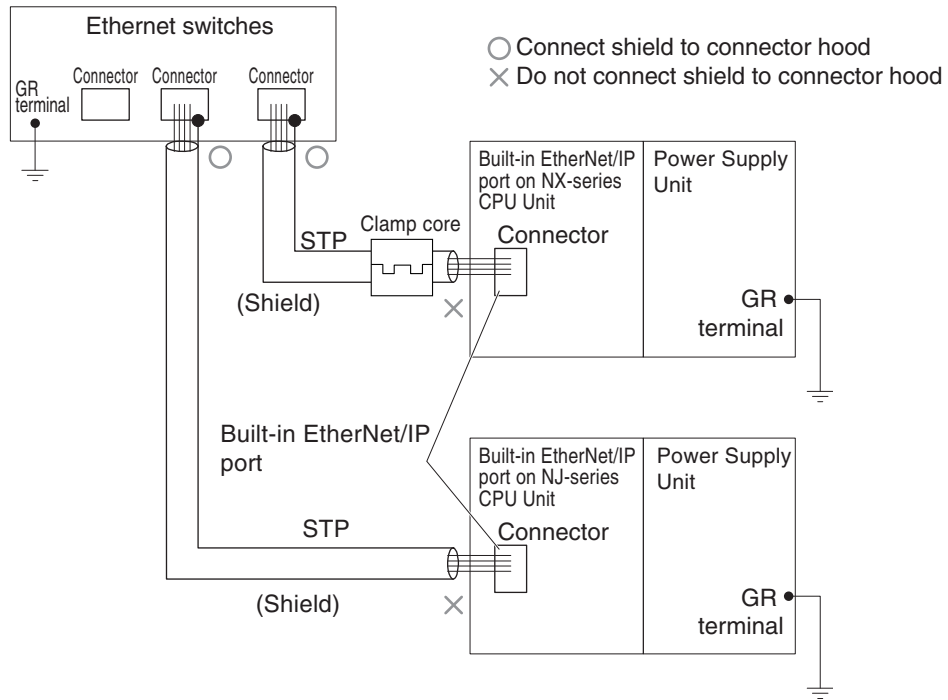 Ethernet switches
Connector
Connector
Connector
GR
terminal
○ Connect shield to connector hood
× Do not connect shield to connector hood
Built-in EtherNet/IP
port on NX-series
CPU Unit
Power Supply
Unit
Connector
Clamp core
STP
(Shield)
GR
terminal
Built-in EtherNet/IP
port
Built-in EtherNet/IP
port on NJ-series
CPU Unit
Power Supply
Unit
Connector
STP
(Shield)
GR
terminal